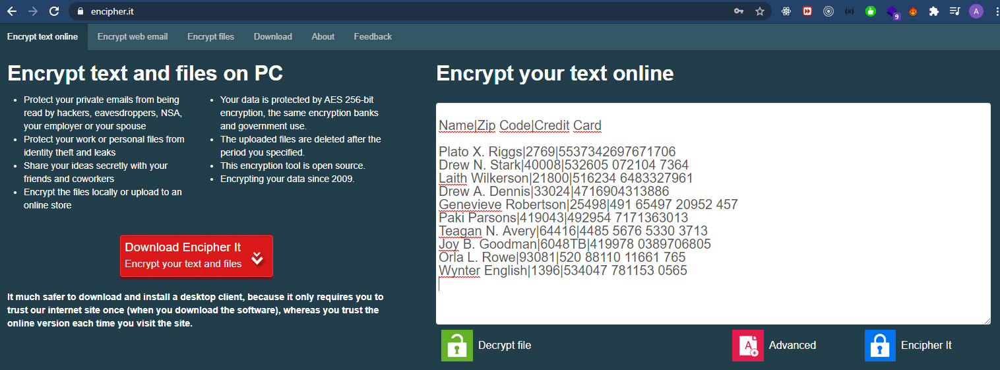 encipher.it
9
A
Encrypt text online
Encrypt web email
Encrypt files
Download
About
Feedback
Encrypt text and files on PC
Protect your private emails from being
read by hackers, eavesdroppers, NSA,
your employer or your spouse
Protect your work or personal files from
identity theft and leaks
Share your ideas secretly with your
friends and coworkers
Encrypt the files locally or upload to an
online store
Your data is protected by AES 256-bit
encryption, the same encryption banks
and government use.
The uploaded files are deleted after the
period you specified.
This encryption tool is open source.
Encrypting your data since 2009.
Download Encipher It
Encrypt your text and files
It much safer to download and install a desktop client, because it only requires you to
trust our internet site once (when you download the software), whereas you trust the
online version each time you visit the site.
Encrypt your text online
Name|Zip Code|Credit Card
Plato X. Riggs|2769|5537342697671706
Drew N. Stark|40008|532605 072104 7364
Laith Wilkerson|21800|516234 6483327961
Drew A. Dennis|33024|4716904313886
Genevieve Robertson|25498|491 65497 20952 457
Paki Parsons|419043|492954 7171363013
Teagan N. Avery|64416|4485 5676 5330 3713
Joy B. Goodman|6048TB|419978 0389706805
Orla L. Rowe|93081|520 88110 11661 765
Wynter English|1396|534047 781153 0565
Decrypt file
Advanced
Encipher It